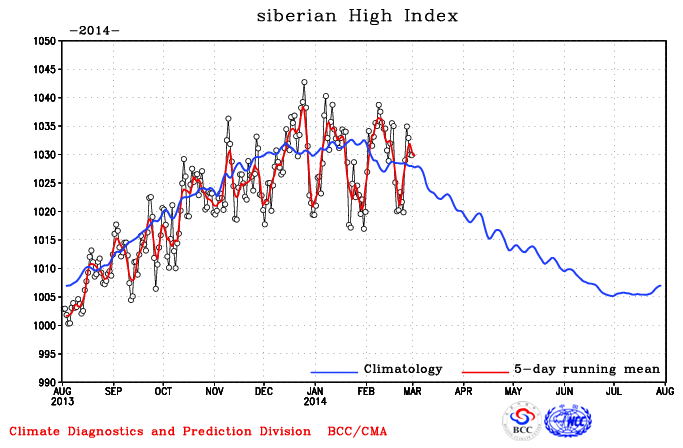 siberian High Index
-2014-
1050
1045
1040
1035
1030
1025
1020
1015
1010
1005
1000
995
990
Climatology
5-day running mean
AUG SEP OCT NOV DEC JAN FEB MAR APR MAY JUN JUL AUG
2013 2014
BCC
NCC
Climate Diagnostics and Prediction Division BCC/CMA